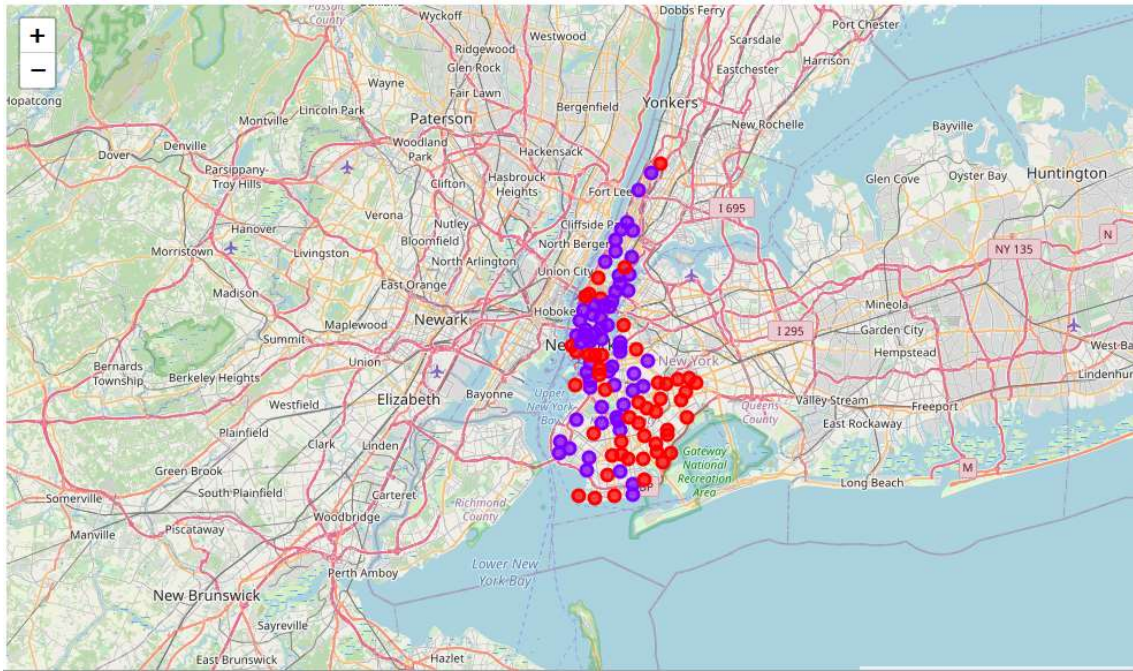 +
−
Wyckoff
Westwood
Dobbs Ferry
Port Chester
Passaic
County
Ridgewood
Scarsdale
Glen Rock
Harrison
Wayne
Eastchester
Hopatcong
Fair Lawn
Bergenfield
Yonkers
Lincoln Park
Montville
Paterson
New Rochelle
Bayville
Dover
Denville
Woodland
Park
Hackensack
Parsippany-
Troy Hills
Clifton
Hasbrouck
Heights
Fort Lee
Glen Cove
Oyster Bay
Huntington
Verona
Nutley
Cliffside
I 695
Hanover
Bloomfield
North Bergen
N
Morristown
Livingston
North Arlington
NY 135
East Orange
Union City
Madison
Mineola
Newark
Hoboken
Maplewood
I 295
Garden City
Summit
New York
West Ba
Bernards
Township
Union
Hempstead
Berkeley Heights
Elizabeth
Bayonne
Upper
New York
Bay
Lindenhu
Westfield
Queens
County
Valley Stream
Freeport
Plainfield
Clark
Linden
East Rockaway
Green Brook
Gateway
National
Recreation
Area
M
Somerville
South Plainfield
Carteret
Long Beach
Richmond
County
Manville
Woodbridge
Piscataway
Perth Amboy
Lower New
York Bay
New Brunswick
Sayreville
East Brunswick
Hazlet